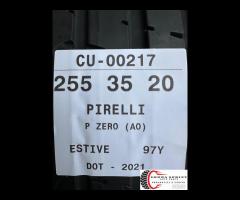 CU-00217
255 35 20
PIRELLI
P ZERO (AO)
ESTIVE 97Y
DOT - 2021